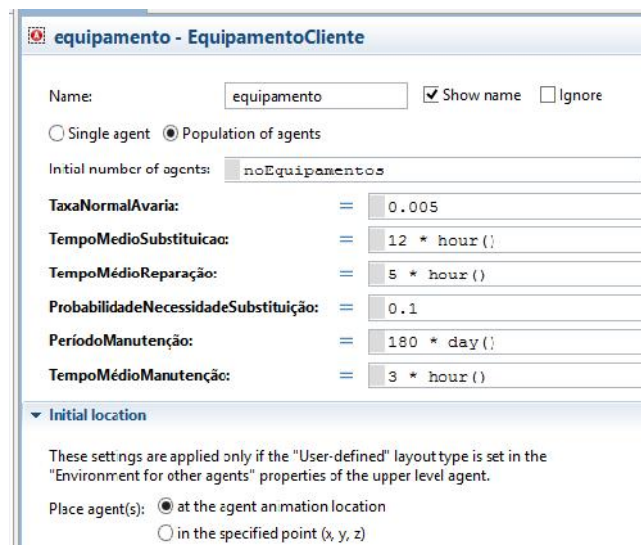 equipamento - EquipamentoCliente
Name: equipamento Show name Ignore
Single agent Population of agents
Initial number of agents: noEquipamentos
TaxaNormalAvaria: = 0.005
TempoMedioSubstituicao: = 12 * hour()
TempoMédioReparação: = 5 * hour()
ProbabilidadeNecessidadeSubstituição: = 0.1
PeríodoManutenção: = 180 * day()
TempoMédioManutenção: = 3 * hour()
Initial location
These settings are applied only if the "User-defined" layout type is set in the
"Environment for other agents" properties of the upper level agent.
Place agent(s): at the agent animation location
in the specified point (x, y, z)